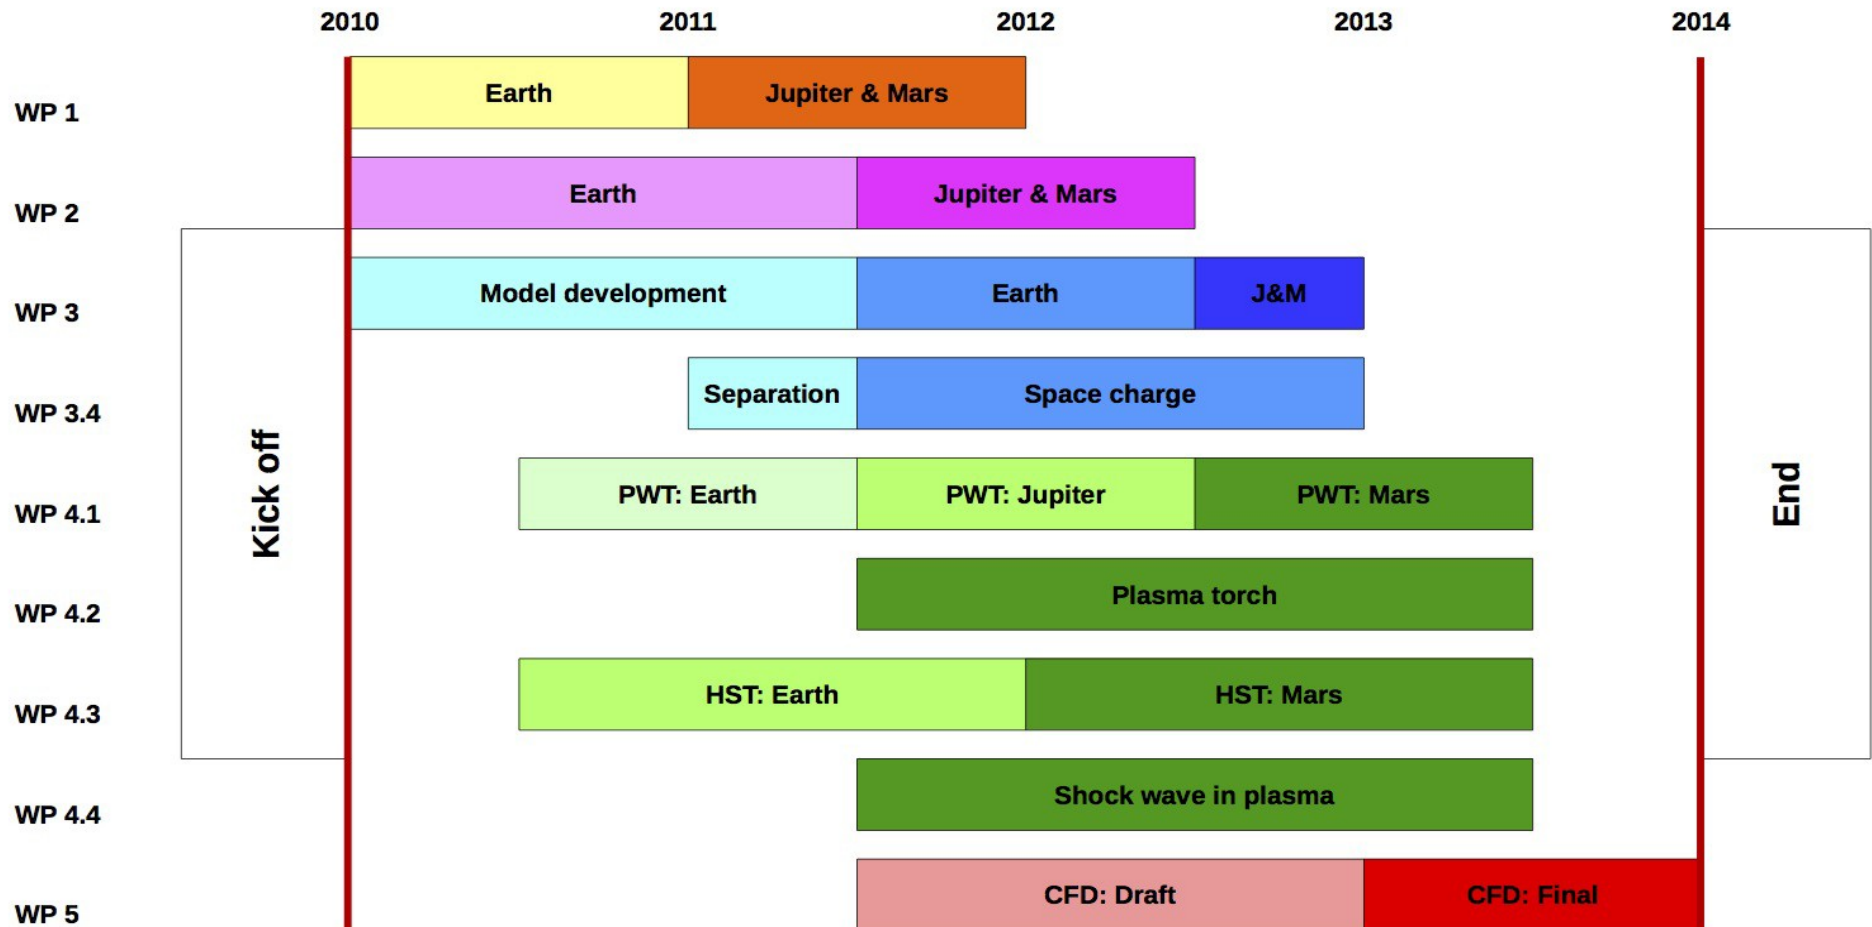 2010 2011 2012 2013 2014
WP 1 Earth Jupiter & Mars
WP 2 Earth Jupiter & Mars
WP 3 Model development Earth J&M
WP 3.4 Separation Space charge
Kick off
End
WP 4.1 PWT: Earth PWT: Jupiter PWT: Mars
WP 4.2 Plasma torch
WP 4.3 HST: Earth HST: Mars
WP 4.4 Shock wave in plasma
WP 5 CFD: Draft CFD: Final